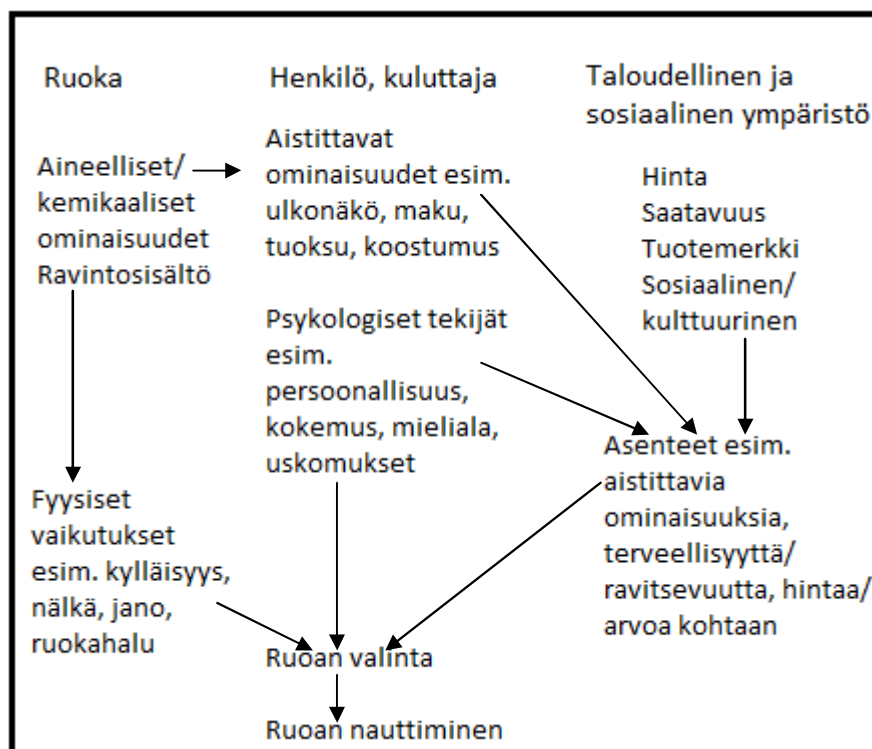 Ruoka
Henkilö, kuluttaja
Taloudellinen ja
sosiaalinen ympäristö
Aineelliset/
kemikaaliset
ominaisuudet
Ravintosisältö
Aistittavat
ominaisuudet esim.
ulkonäkö, maku,
tuoksu, koostumus
Hinta
Saatavuus
Tuotemerkki
Sosiaalinen/
kulttuurinen
Psykologiset tekijät
esim.
persoonallisuus,
kokemus, mieliala,
uskomukset
Asenteet esim.
aistittavia
ominaisuuksia,
terveellisyyttä/
ravitsevuutta, hintaa/
arvoa kohtaan
Fyysiset
vaikutukset
esim. kylläisyys,
nälkä, jano,
ruokahalu
Ruoan valinta
Ruoan nauttiminen